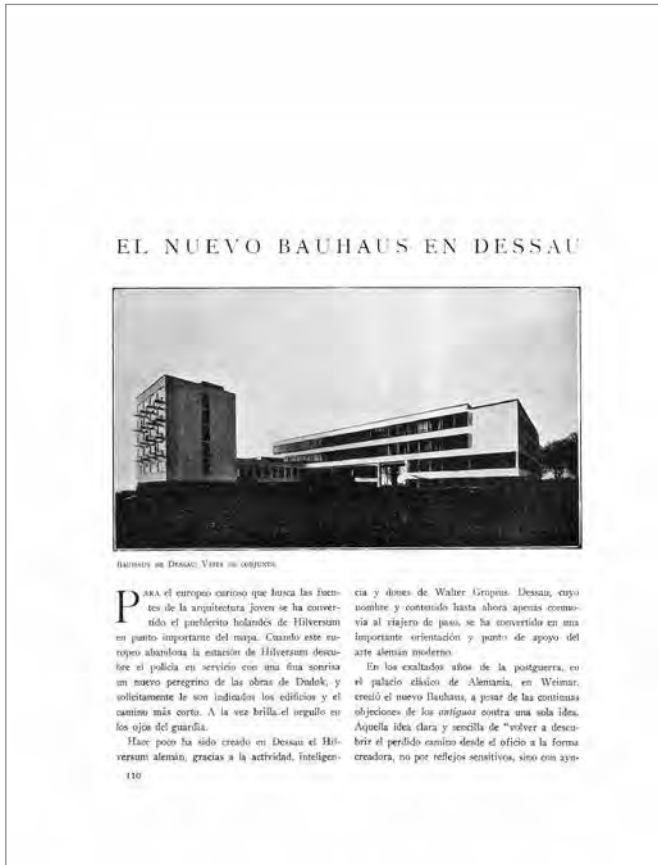 EL NUEVO BAUHAUS EN DESSAU
BAUHAUS DE DESSAU: VISTA DE CONJUNTO.
PARA el europeo curioso que busca las fuen-
tes de la arquitectura joven se ha conver-
tido el pueblerito holandés de Hilversum
en punto importante del mapa. Cuando este eu-
ropeo abandona la estación de Hilversum descu-
bre el policía en servicio con una fina sonrisa
un nuevo peregrino de las obras de Dudok, y
solícitamente le son indicados los edificios y el
camino más corto. A la vez brilla el orgullo en
los ojos del guardia.
Hace poco ha sido creado en Dessau el Hil-
versum alemán, gracias a la actividad, inteligen-
cia y dones de Walter Gropius. Dessau, cuyo
nombre y contenido hasta ahora apenas conmo-
vía al viajero de paso, se ha convertido en una
importante orientación y punto de apoyo del
arte alemán moderno.
En los exaltados años de la postguerra, en
el palacio clásico de Alemania, en Weimar,
creció el nuevo Bauhaus, a pesar de las continuas
objeciones de los antiguos contra una sola idea.
Aquella idea clara y sencilla de "volver a descu-
brir el perdido camino desde el oficio a la forma
creadora, no por reflejos sensitivos, sino con ayu-
110